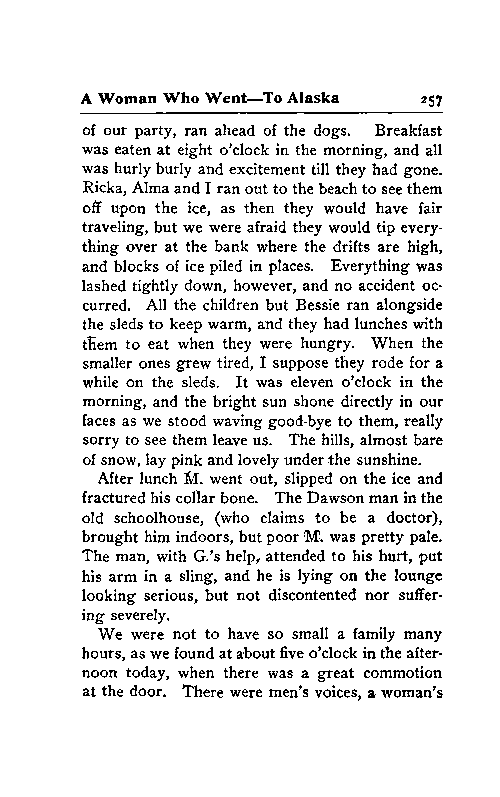 A Woman Who Went—To Alaska 257
of our party, ran ahead of the dogs. Breakfast
was eaten at eight o'clock in the morning, and all
was hurly burly and excitement till they had gone.
Ricka, Alma and I ran out to the beach to see them
off upon the ice, as then they would have fair
traveling, but we were afraid they would tip every-
thing over at the bank where the drifts are high,
and blocks of ice piled in places. Everything was
lashed tightly down, however, and no accident oc-
curred. All the children but Bessie ran alongside
the sleds to keep warm, and they had lunches with
them to eat when they were hungry. When the
smaller ones grew tired, I suppose they rode for a
while on the sleds. It was eleven o'clock in the
morning, and the bright sun shone directly in our
faces as we stood waving good-bye to them, really
sorry to see them leave us. The hills, almost bare
of snow, lay pink and lovely under the sunshine.
After lunch M. went out, slipped on the ice and
fractured his collar bone. The Dawson man in the
old schoolhouse, (who claims to be a doctor),
brought him indoors, but poor M. was pretty pale.
The man, with G.'s help, attended to his hurt, put
his arm in a sling, and he is lying on the lounge
looking serious, but not discontented nor suffer-
ing severely.
We were not to have so small a family many
hours, as we found at about five o'clock in the after-
noon today, when there was a great commotion
at the door. There were men's voices, a woman's